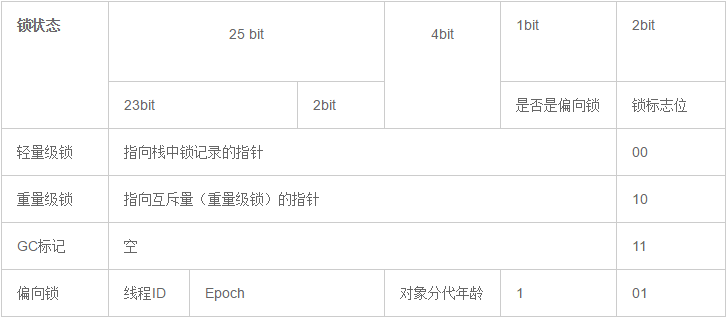 锁状态
25 bit
4bit
1bit
2bit
23bit
2bit
是否是偏向锁
锁标志位
轻量级锁
指向栈中锁记录的指针
00
重量级锁
指向互斥量（重量级锁）的指针
10
GC标记
空
11
偏向锁
线程ID
Epoch
对象分代年龄
1
01